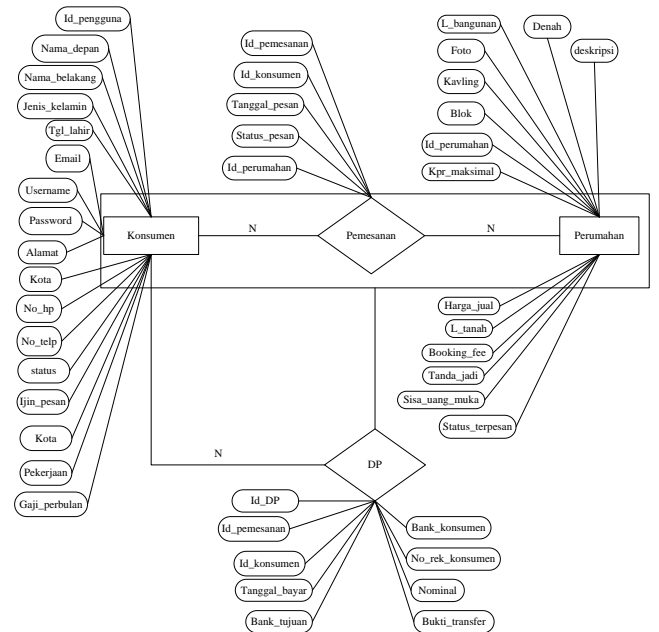 Id_pengguna
Nama_depan
Nama_belakang
Jenis_kelamin
Tgl_lahir
Email
Username
Password
Alamat
Kota
No_hp
No_telp
status
Ijin_pesan
Kota
Pekerjaan
Gaji_perbulan
Konsumen
N
Id_pemesanan
Id_konsumen
Tanggal_pesan
Status_pesan
Id_perumahan
Pemesanan
N
L_bangunan
Denah
Foto
deskripsi
Kavling
Blok
Id_perumahan
Kpr_maksimal
Perumahan
Harga_jual
L_tanah
Booking_fee
Tanda_jadi
Sisa_uang_muka
Status_terpesan
N
DP
Id_DP
Id_pemesanan
Id_konsumen
Tanggal_bayar
Bank_tujuan
Bank_konsumen
No_rek_konsumen
Nominal
Bukti_transfer